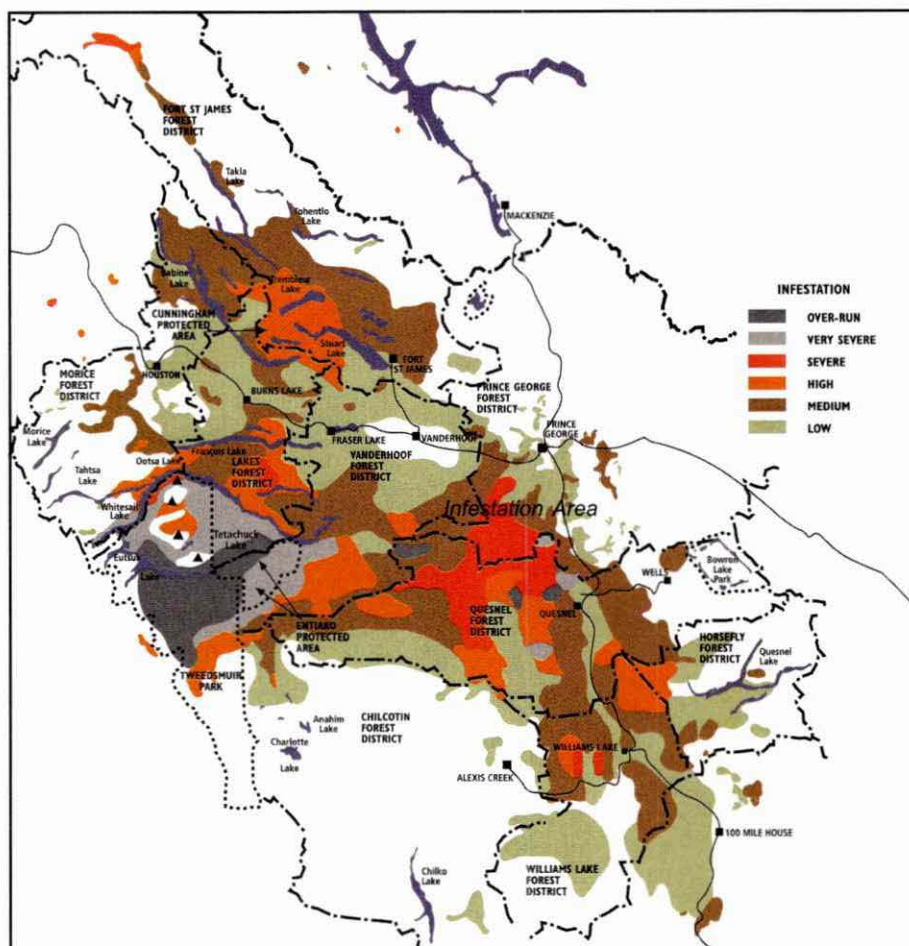 FORT ST JAMES
FOREST
DISTRICT
Takla
Lake
Tohentlo
Lake
MACKENZIE
Babine
Lake
Trembleur
Lake
CUNNINGHAM
PROTECTED
AREA
Stuart
Lake
FORT
ST JAMES
INFESTATION
OVER-RUN
VERY SEVERE
SEVERE
HIGH
MEDIUM
LOW
MORICE
FOREST
DISTRICT
HOUSTON
BURNS LAKE
PRINCE GEORGE
FOREST
DISTRICT
PRINCE
GEORGE
Morice
Lake
FRASER LAKE
VANDERHOOF
François Lake
LAKES
FOREST
DISTRICT
VANDERHOOF
FOREST
DISTRICT
Ootsa Lake
Tahtsa
Lake
Whitesail
Lake
Infestation Area
Tetachuck
Lake
Eutsuk
Lake
WELLS
Bowron
Lake
Park
QUESNEL
QUESNEL
FOREST
DISTRICT
ENTIAKO
PROTECTED
AREA
HORSEFLY
FOREST
DISTRICT
Quesnel
Lake
TWEEDSMUIR
PARK
Anahim
Lake
CHILCOTIN
FOREST
DISTRICT
Charlotte
Lake
WILLIAMS LAKE
ALEXIS CREEK
100 MILE HOUSE
WILLIAMS LAKE
FOREST
DISTRICT
Chilko
Lake